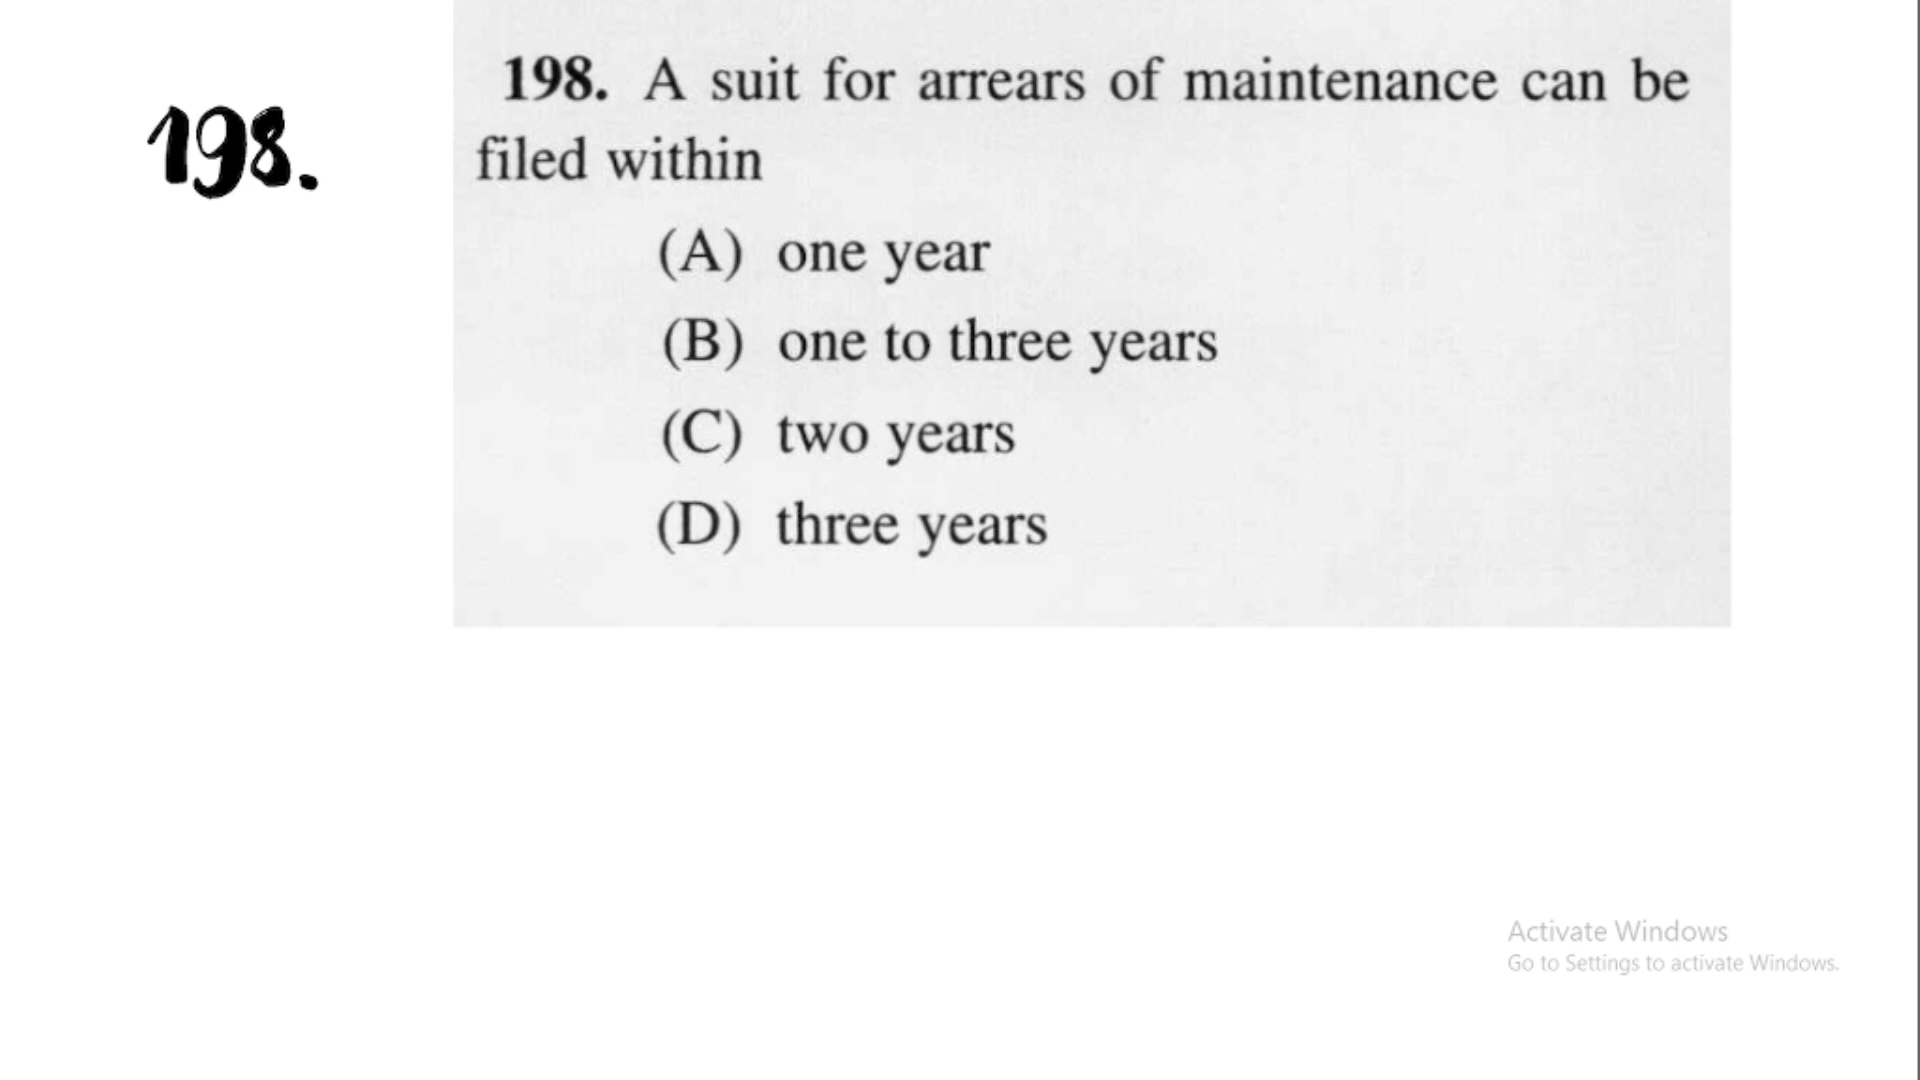 198.
198. A suit for arrears of maintenance can be
filed within
(A) one year
(B) one to three years
(C) two years
(D) three years
Activate Windows
Go to Settings to activate Windows.